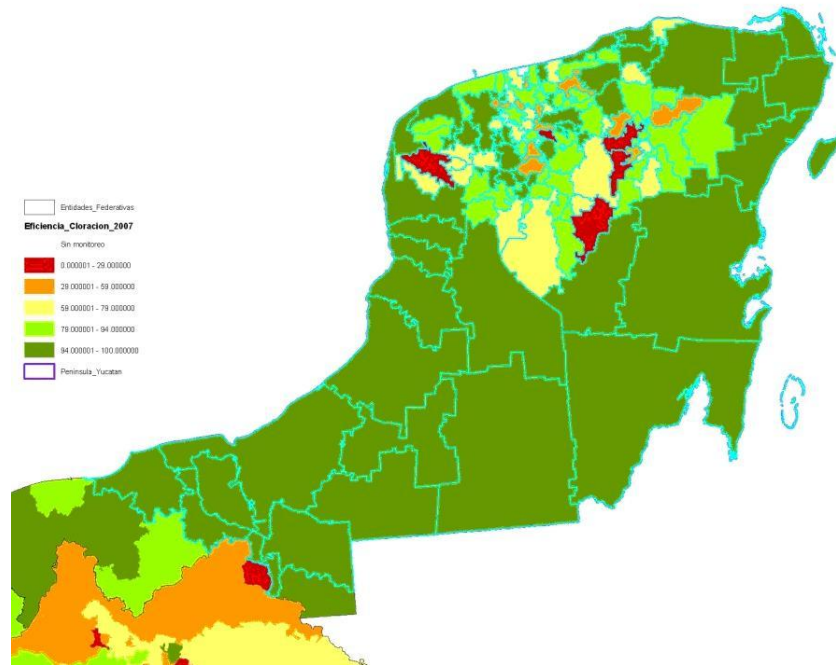 Entidades_Federativas
Eficiencia_Cloracion_2007
Sin monitoreo
0.000001 - 29.000000
29.000001 - 59.000000
59.000001 - 79.000000
79.000001 - 94.000000
94.000001 - 100.000000
Peninsula_Yucatan